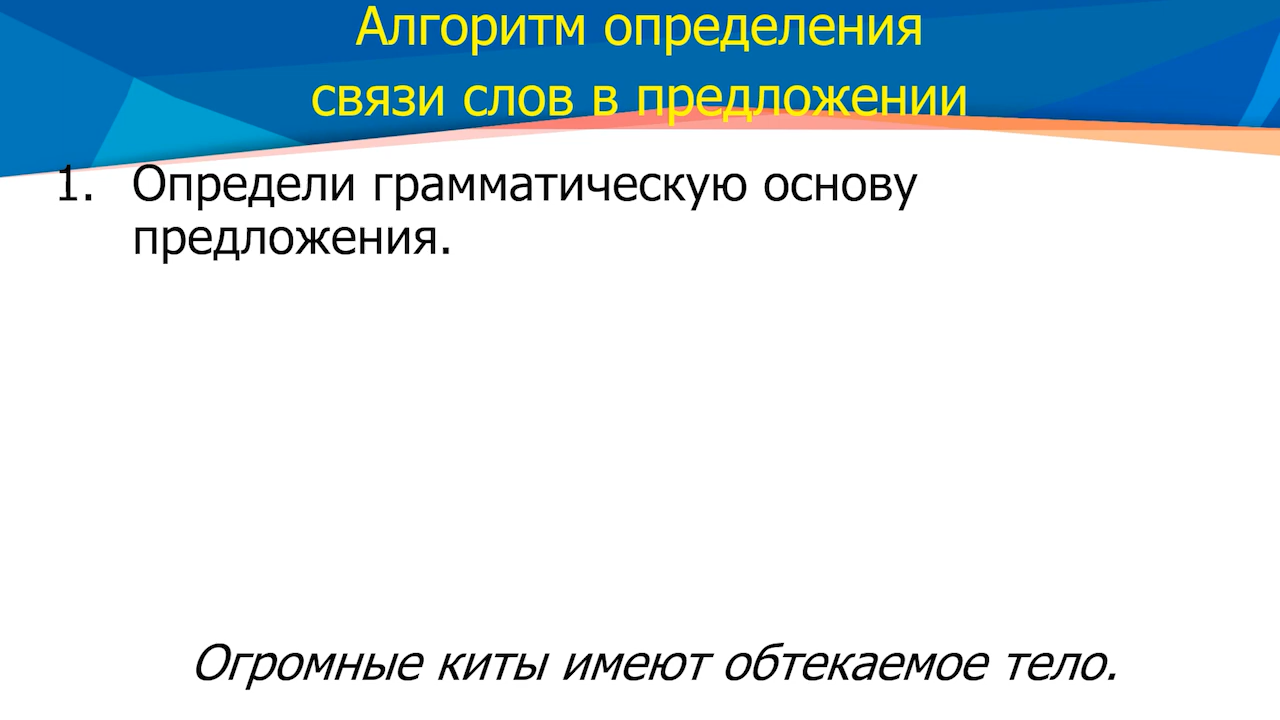 Алгоритм определения
связи слов в предложении
1. Определи грамматическую основу
предложения.
Огромные киты имеют обтекаемое тело.